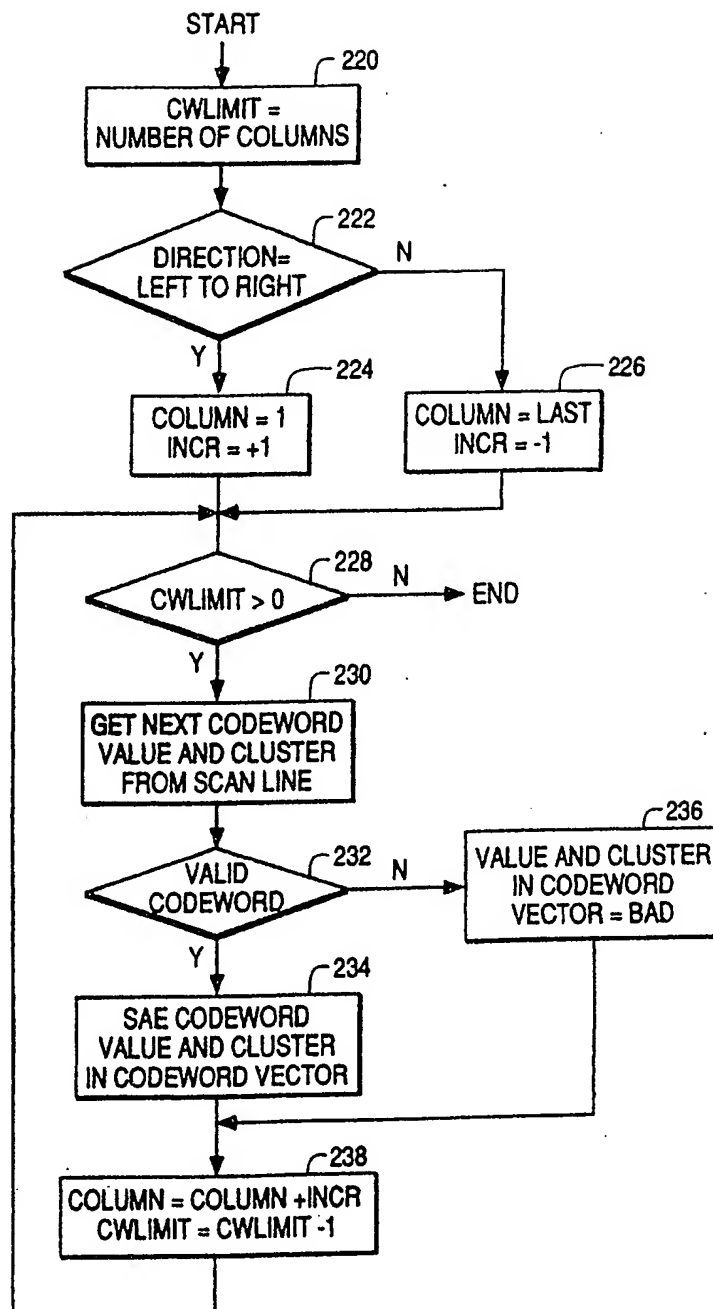 START
220
CWLIMIT =
NUMBER OF COLUMNS
222
DIRECTION=
LEFT TO RIGHT
N
Y
224
COLUMN = 1
INCR = +1
226
COLUMN = LAST
INCR = -1
228
CWLIMIT > 0
N
END
Y
230
GET NEXT CODEWORD
VALUE AND CLUSTER
FROM SCAN LINE
232
VALID
CODEWORD
N
236
VALUE AND CLUSTER
IN CODEWORD
VECTOR = BAD
Y
234
SAE CODEWORD
VALUE AND CLUSTER
IN CODEWORD VECTOR
238
COLUMN = COLUMN +INCR
CWLIMIT = CWLIMIT -1